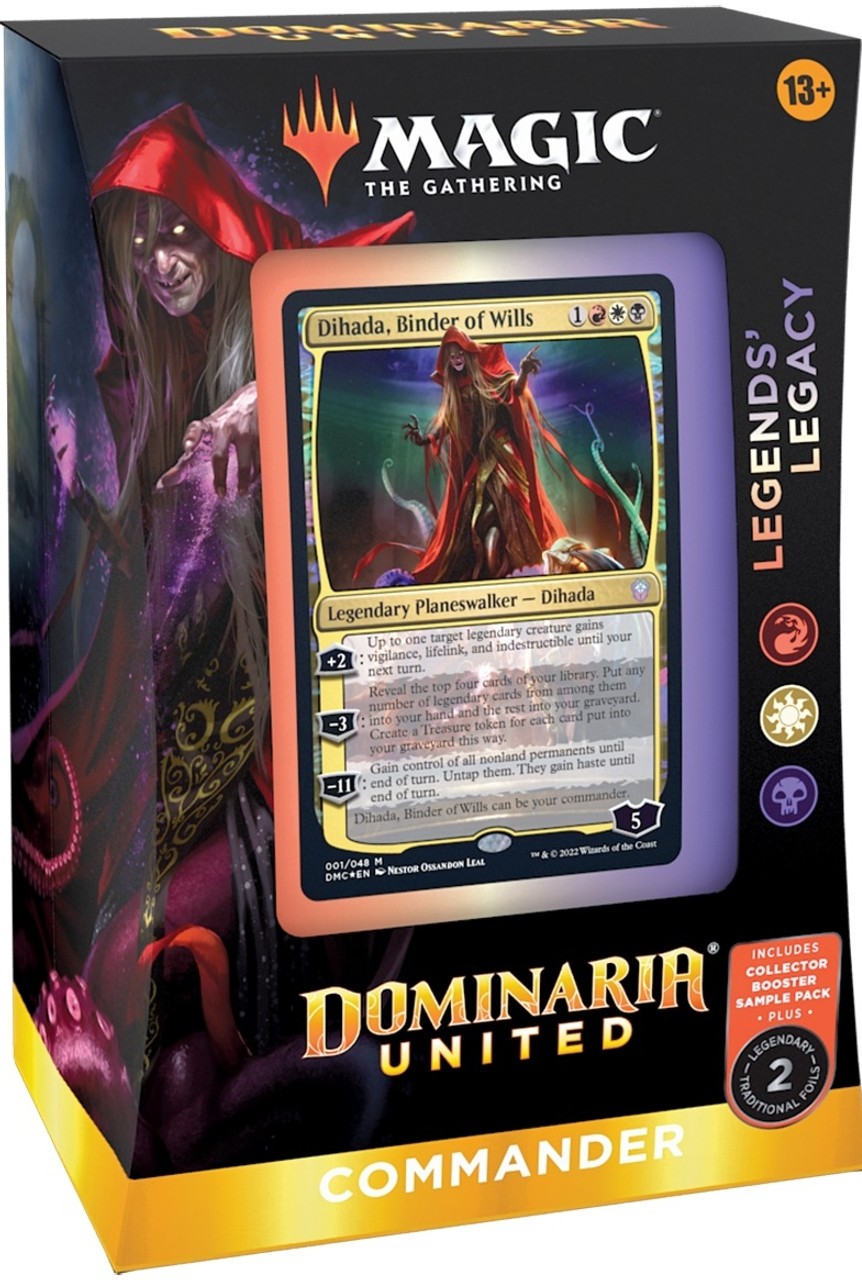 DOMINARIA
UNITED
13+
MAGIC
THE GATHERING
Dihada, Binder of Wills
1
Legendary Planeswalker — Dihada
+2: Up to one target legendary creature gains
vigilance, lifelink, and indestructible until your
next turn.
−3: Reveal the top four cards of your library. Put any
number of legendary cards from among them
into your hand and the rest into your graveyard.
Create a Treasure token for each card put into
your graveyard this way.
−11: Gain control of all nonland permanents until
end of turn. Untap them. They gain haste until
end of turn.
Dihada, Binder of Wills can be your commander.
5
001/048 M
DMC★EN Nestor Ossandon Leal
™ & © 2022 Wizards of the Coast
LEGENDS'
LEGACY
DOMINARIA®
UNITED
INCLUDES
COLLECTOR
BOOSTER
SAMPLE PACK
• PLUS •
LEGENDARY
2
TRADITIONAL FOILS
COMMANDER